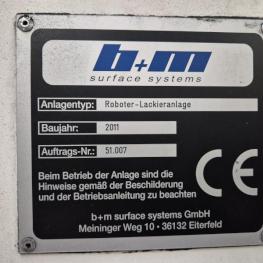 b+m
surface systems
Anlagentyp: Roboter-Lackieranlage
Baujahr: 2011
Auftrags-Nr.: 51.007
Beim Betrieb der Anlage sind die
Hinweise gemäß der Beschilderung
und der Betriebsanleitung zu beachten
CE
b+m surface systems GmbH
Meininger Weg 10 · 36132 Eiterfeld